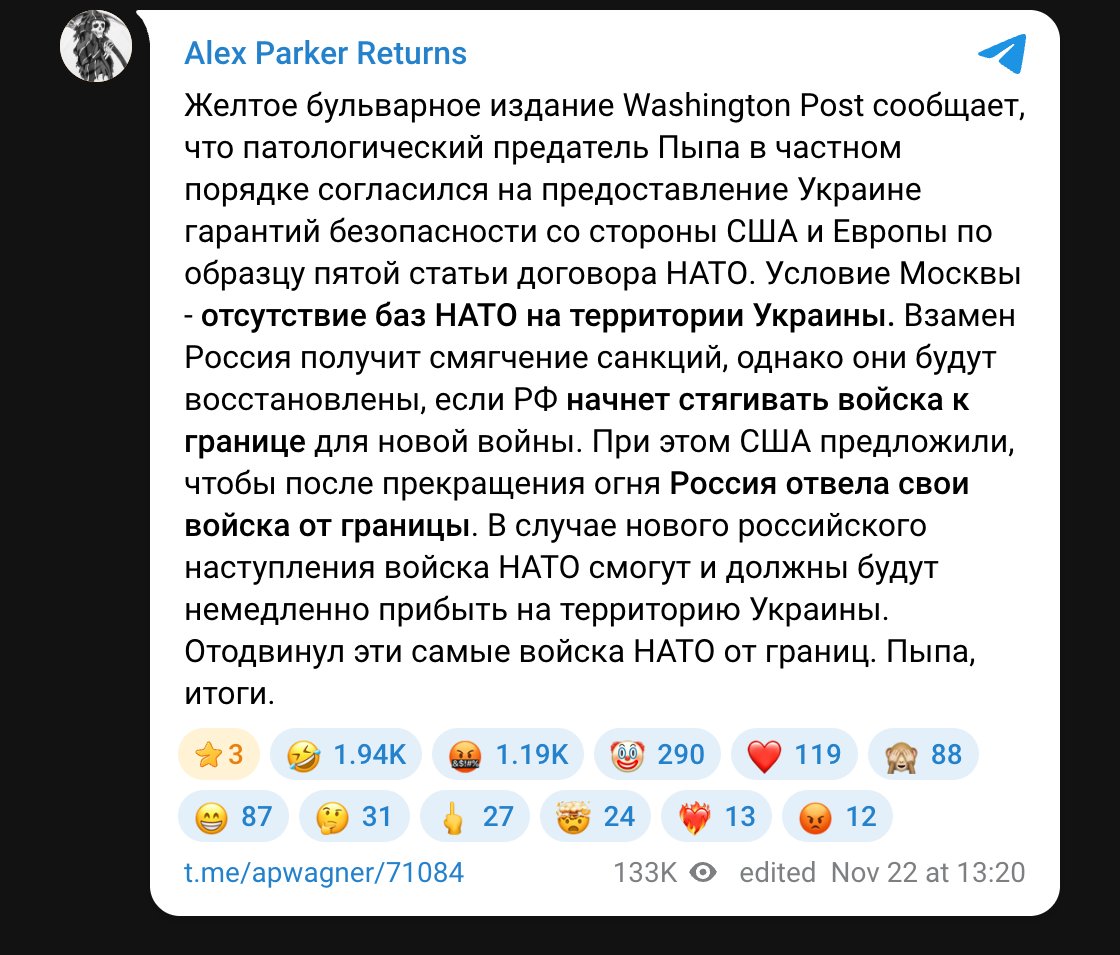 Alex Parker Returns
Желтое бульварное издание Washington Post сообщает,
что патологический предатель Пыпа в частном
порядке согласился на предоставление Украине
гарантий безопасности со стороны США и Европы по
образцу пятой статьи договора НАТО. Условие Москвы
- отсутствие баз НАТО на территории Украины. Взамен
Россия получит смягчение санкций, однако они будут
восстановлены, если РФ начнет стягивать войска к
границе для новой войны. При этом США предложили,
чтобы после прекращения огня Россия отвела свои
войска от границы. В случае нового российского
наступления войска НАТО смогут и должны будут
немедленно прибыть на территорию Украины.
Отодвинул эти самые войска НАТО от границ. Пыпа,
итоги.
3 1.94K 1.19K 290 119 88
87 31 27 24 13 12
t.me/apwagner/71084 133K edited Nov 22 at 13:20